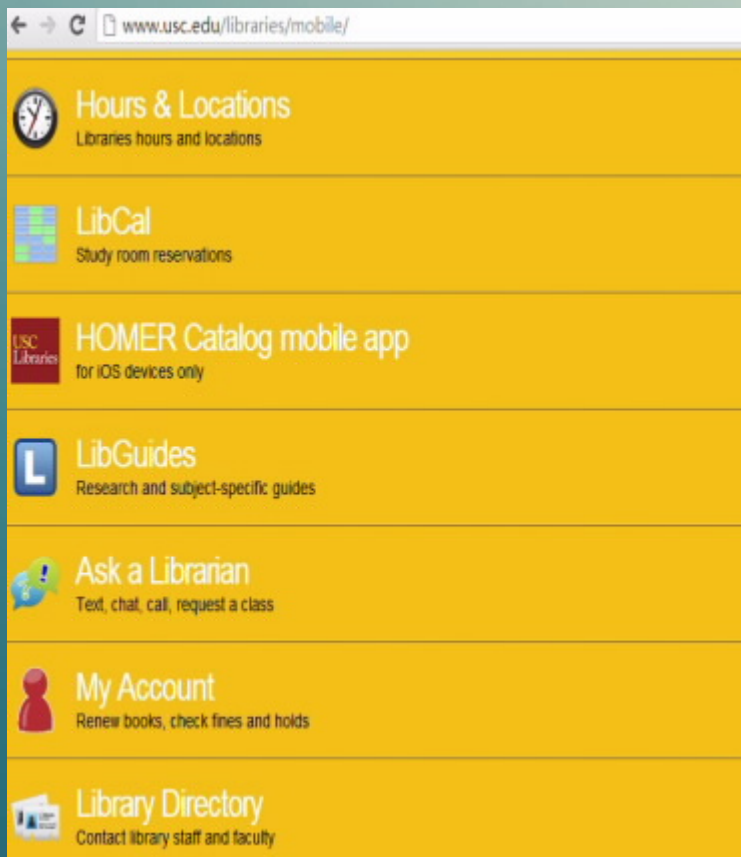 www.usc.edu/libraries/mobile/
Hours & Locations
Libraries hours and locations
LibCal
Study room reservations
USC
Libraries
HOMER Catalog mobile app
for iOS devices only
L
LibGuides
Research and subject-specific guides
Ask a Librarian
Text, chat, call, request a class
My Account
Renew books, check fines and holds
Library Directory
Contact library staff and faculty